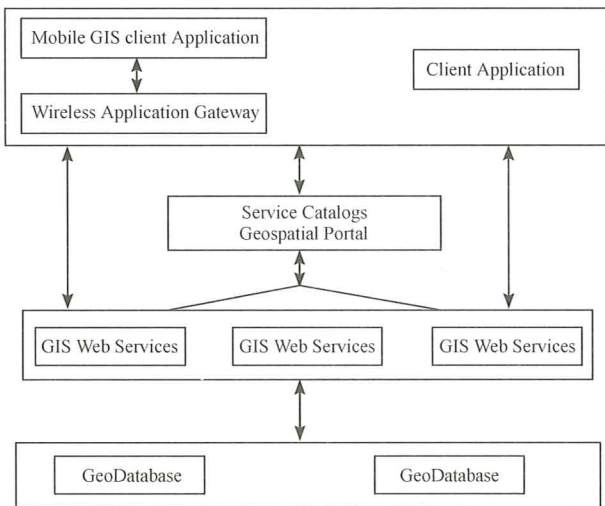 Mobile GIS client Application
Client Application
Wireless Application Gateway
Service Catalogs
Geospatial Portal
GIS Web Services
GIS Web Services
GIS Web Services
GeoDatabase
GeoDatabase